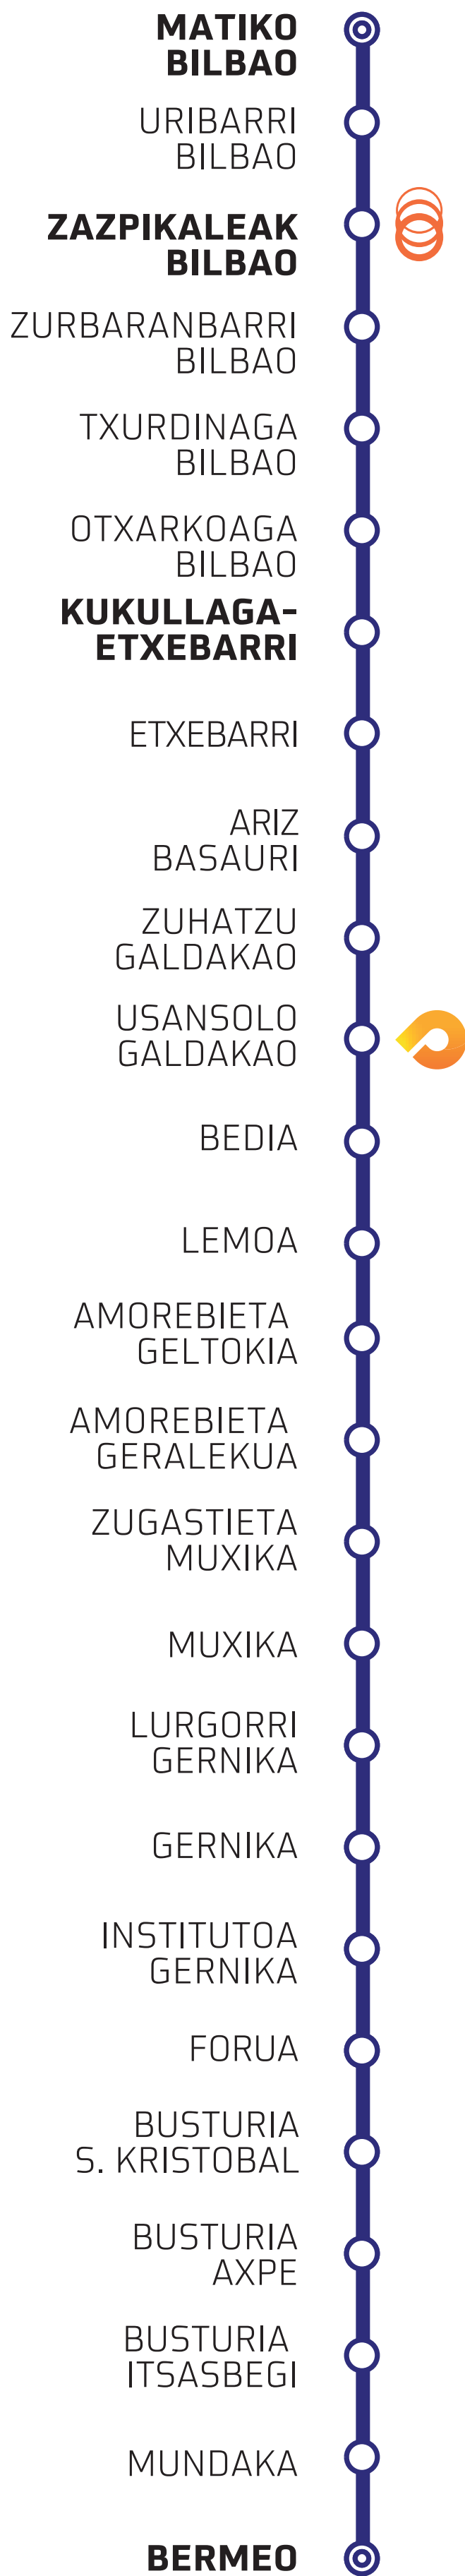 MATIKO
BILBAO
URIBARRI
BILBAO
ZAZPIKALEAK
BILBAO
ZURBARANBARRI
BILBAO
TXURDINAGA
BILBAO
OTXARKOAGA
BILBAO
KUKULLAGA-
ETXEBARRI
ETXEBARRI
ARIZ
BASAURI
ZUHATZU
GALDAKAO
USANSOLO
GALDAKAO
BEDIA
LEMOA
AMOREBIETA
GELTOKIA
AMOREBIETA
GERALEKUA
ZUGASTIETA
MUXIKA
MUXIKA
LURGORRI
GERNIKA
GERNIKA
INSTITUTOA
GERNIKA
FORUA
BUSTURIA
S. KRISTOBAL
BUSTURIA
AXPE
BUSTURIA
ITSASBEGI
MUNDAKA
BERMEO